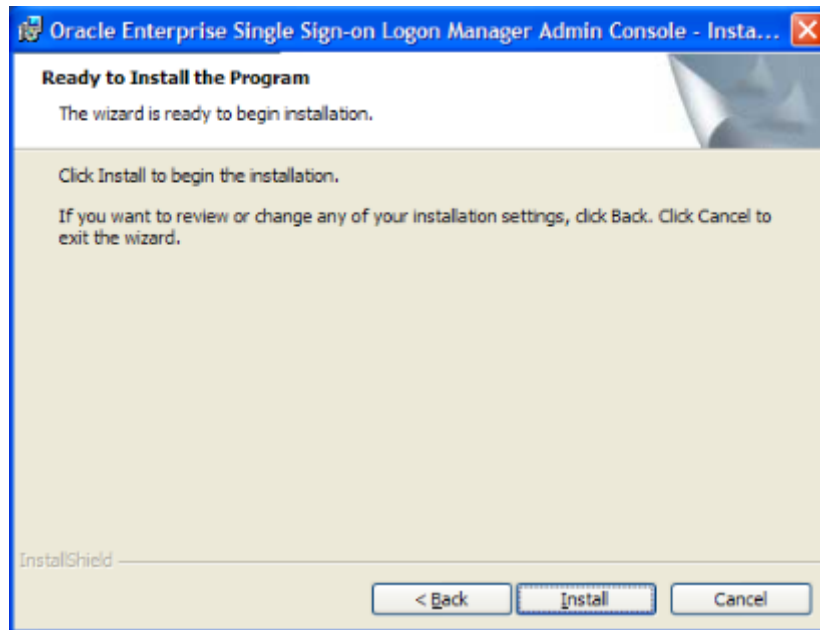 Oracle Enterprise Single Sign-on Logon Manager Admin Console - Insta...
Ready to Install the Program
The wizard is ready to begin installation.
Click Install to begin the installation.
If you want to review or change any of your installation settings, click Back. Click Cancel to
exit the wizard.
InstallShield
< Back
Install
Cancel